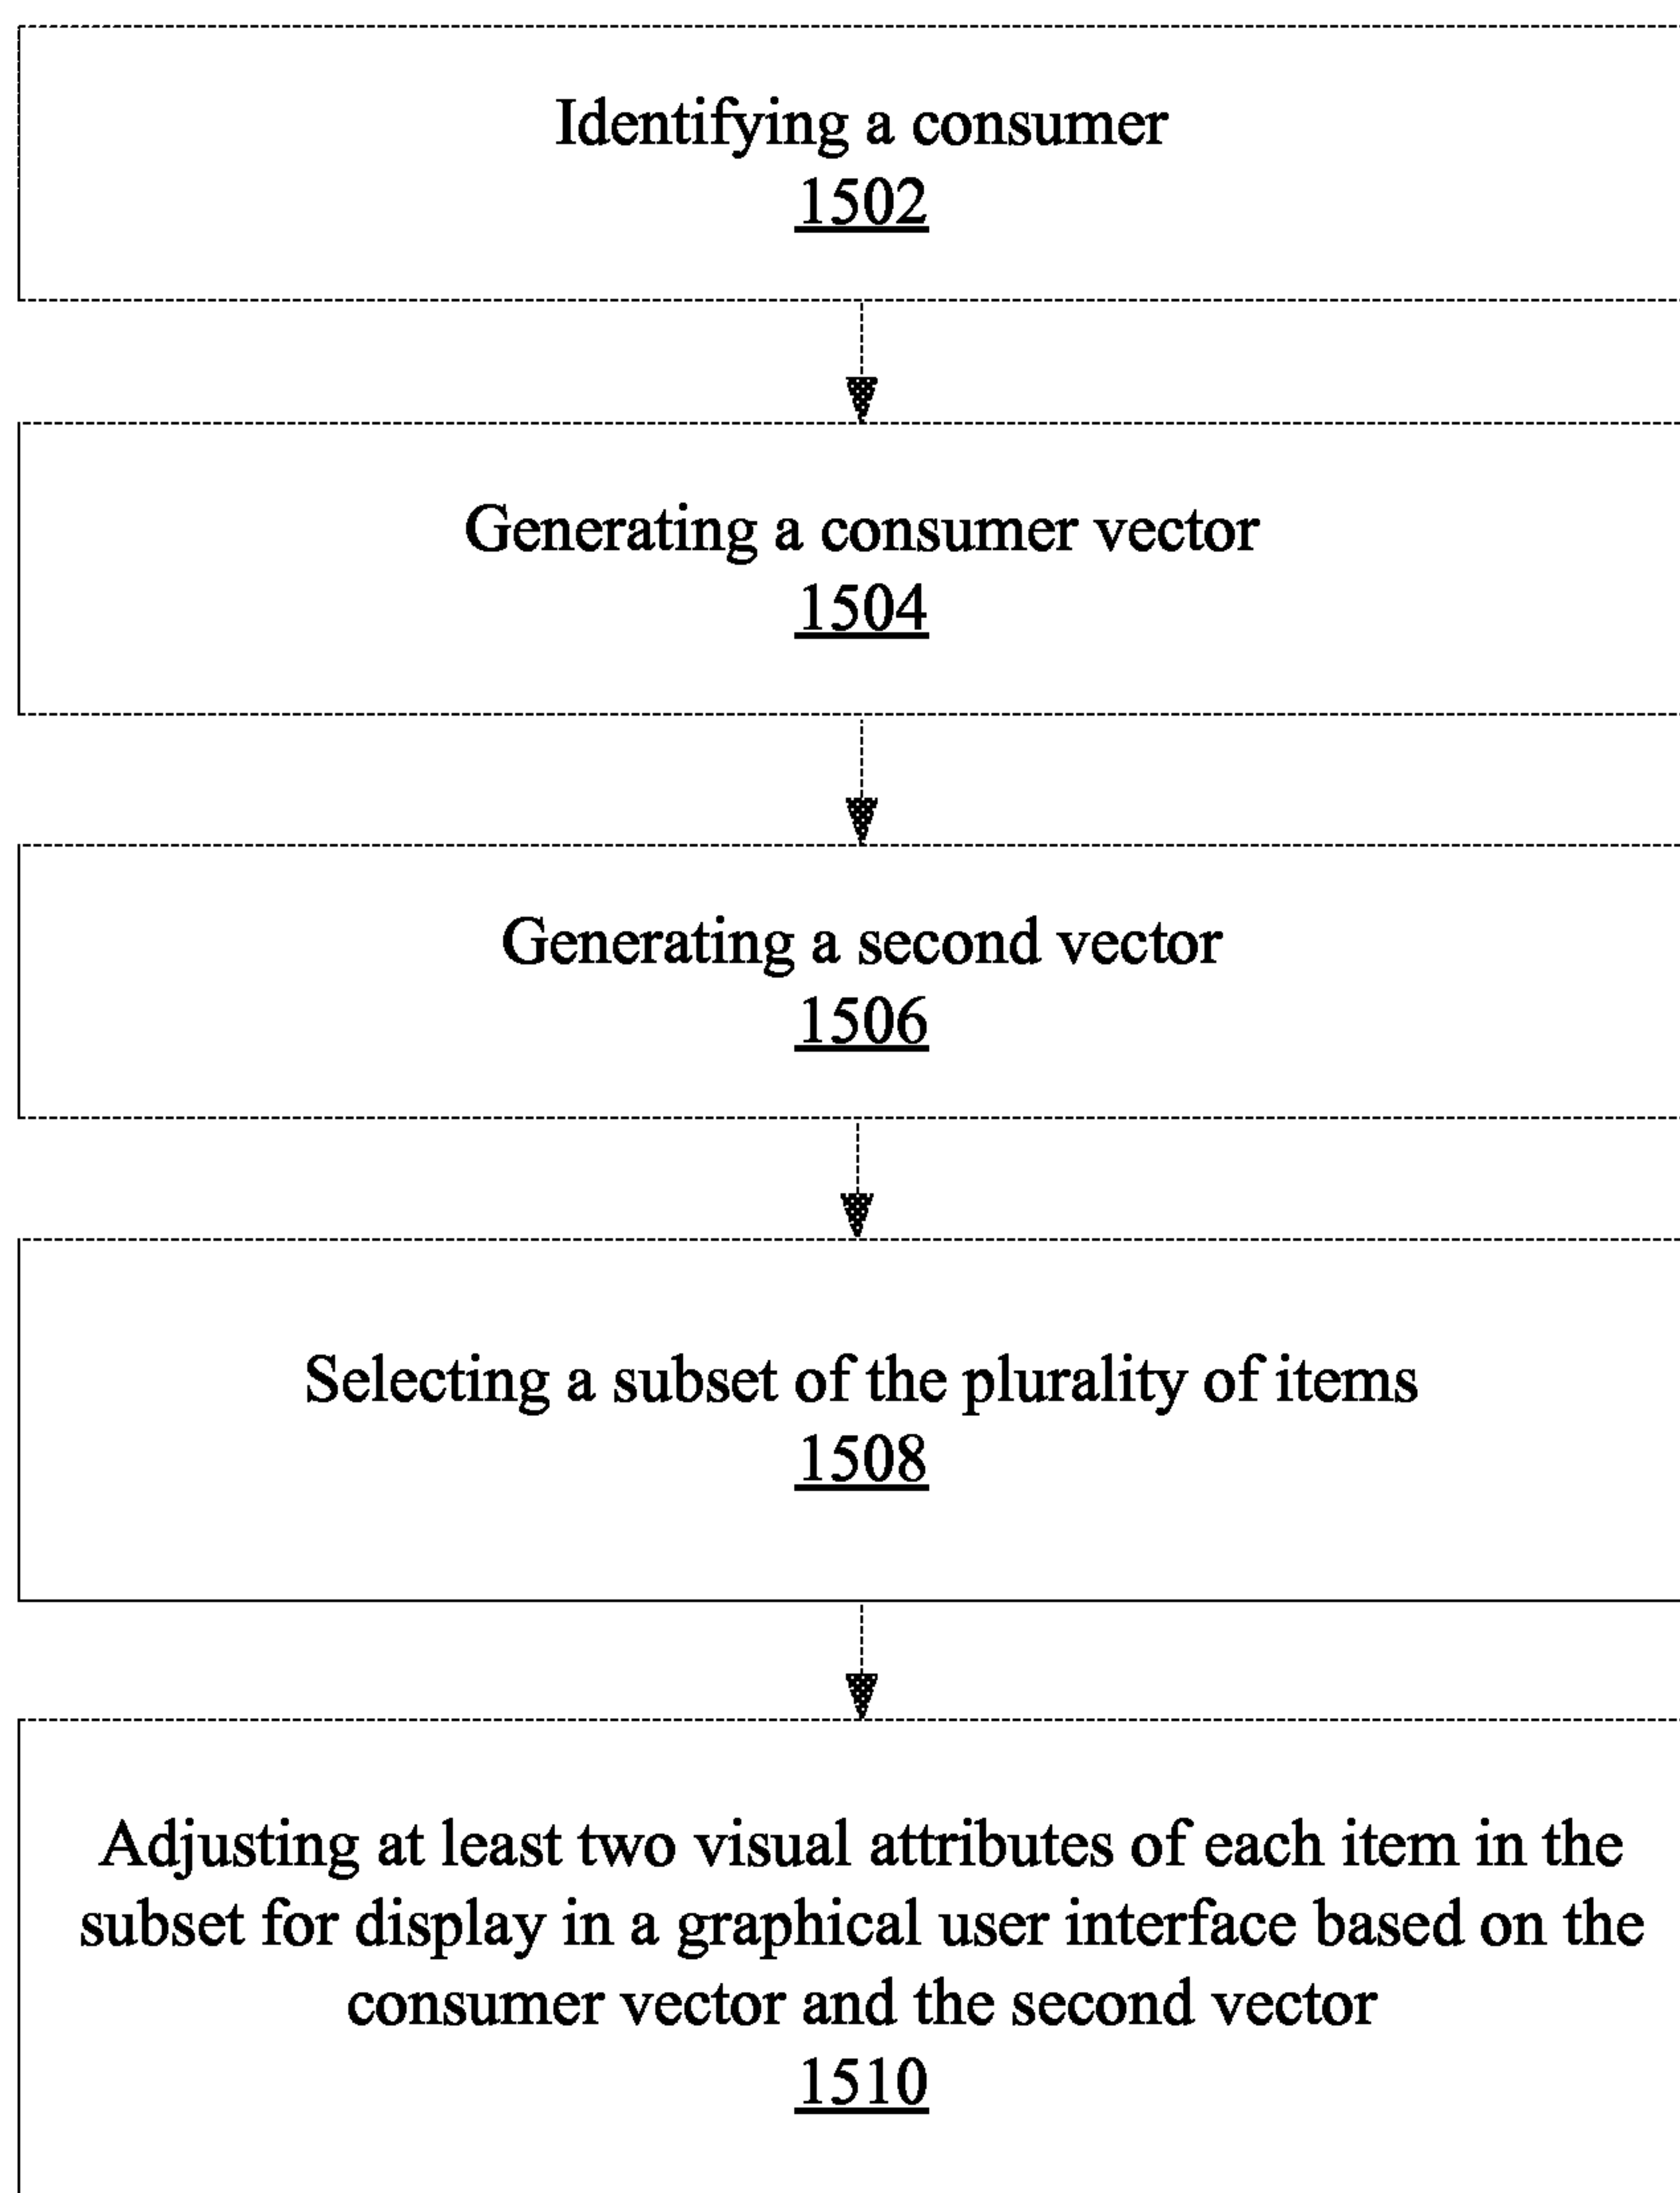 Identifying a consumer
1502
Generating a consumer vector
1504
Generating a second vector
1506
Selecting a subset of the plurality of items
1508
Adjusting at least two visual attributes of each item in the
subset for display in a graphical user interface based on the
consumer vector and the second vector
1510